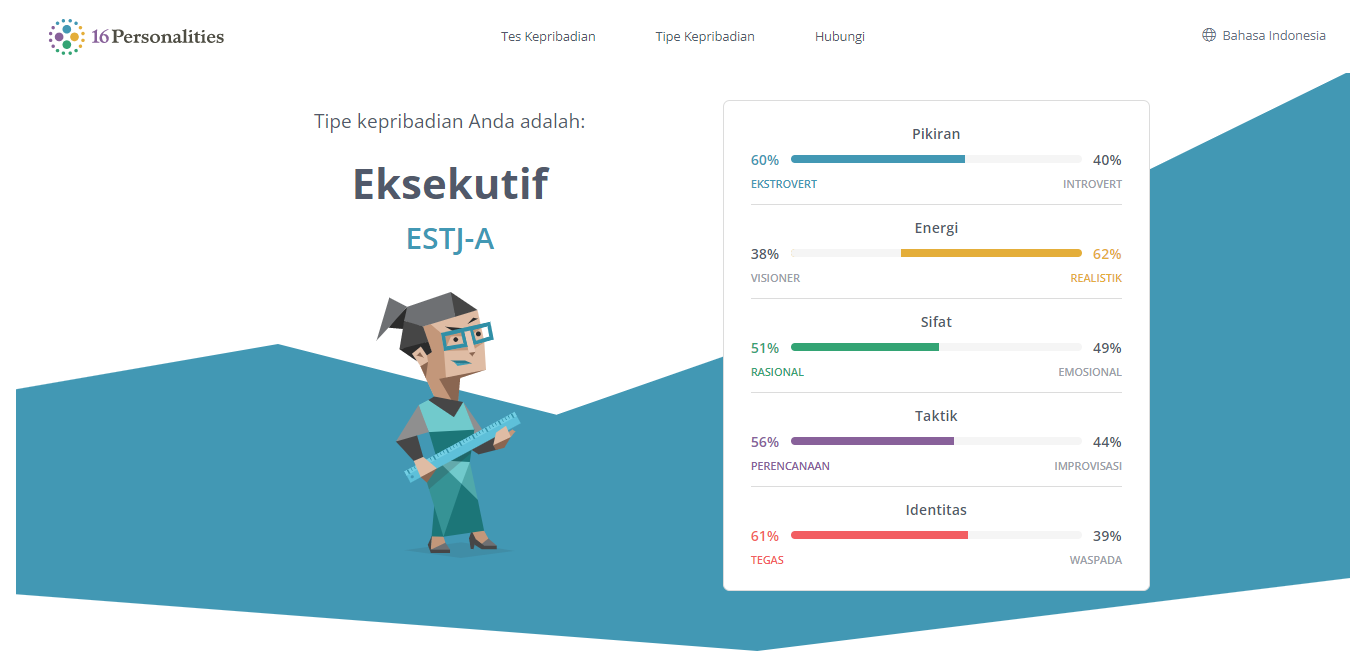 16Personalities
Tes Kepribadian
Tipe Kepribadian
Hubungi
Bahasa Indonesia
Tipe kepribadian Anda adalah:
Eksekutif
ESTJ-A
Pikiran
60% 40%
EKSTROVERT INTROVERT
Energi
38% 62%
VISIONER REALISTIK
Sifat
51% 49%
RASIONAL EMOSIONAL
Taktik
56% 44%
PERENCANAAN IMPROVISASI
Identitas
61% 39%
TEGAS WASPADA